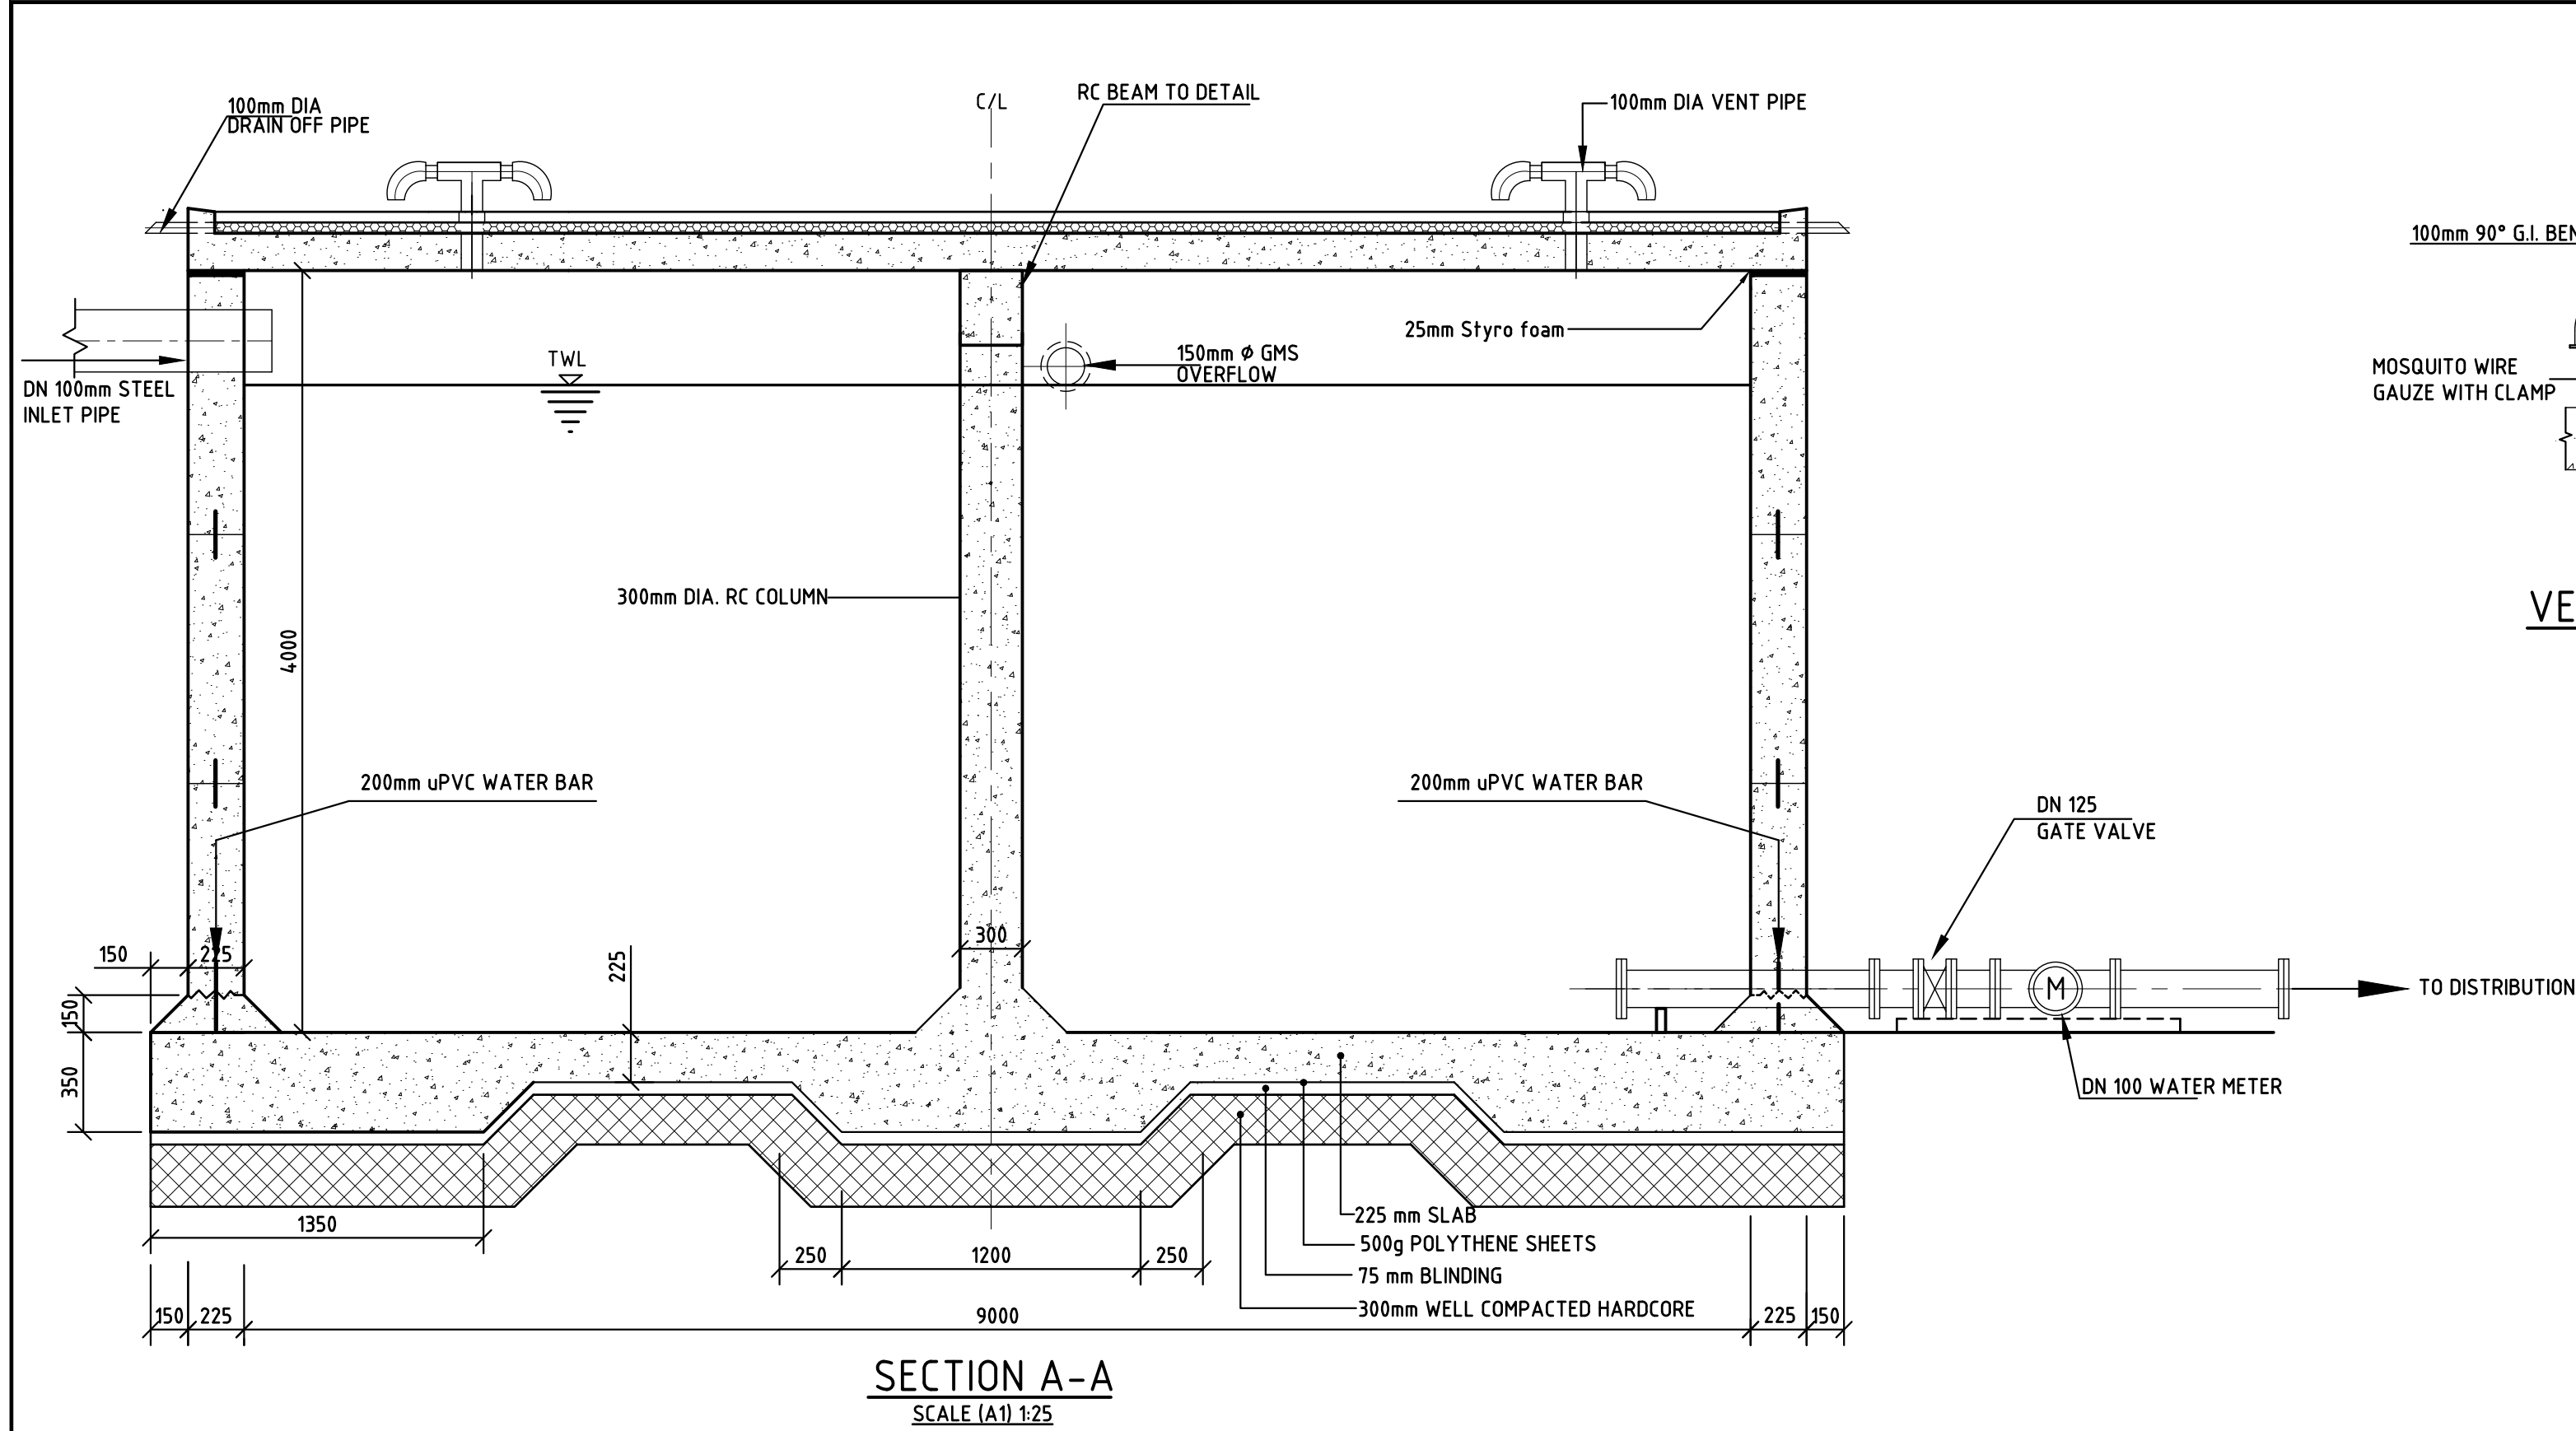 100mm DIA
DRAIN OFF PIPE
C/L
RC BEAM TO DETAIL
100mm DIA VENT PIPE
100mm 90° G.I. BEN
25mm Styro foam
TWL
150mm ϕ GMS
OVERFLOW
DN 100mm STEEL
INLET PIPE
MOSQUITO WIRE
GAUZE WITH CLAMP
300mm DIA. RC COLUMN
VE
4000
200mm uPVC WATER BAR
200mm uPVC WATER BAR
DN 125
GATE VALVE
300
150
225
225
150
M
TO DISTRIBUTION
350
DN 100 WATER METER
225 mm SLAB
1350
500g POLYTHENE SHEETS
250
1200
250
75 mm BLINDING
300mm WELL COMPACTED HARDCORE
150
225
9000
225
150
SECTION A-A
SCALE (A1) 1:25